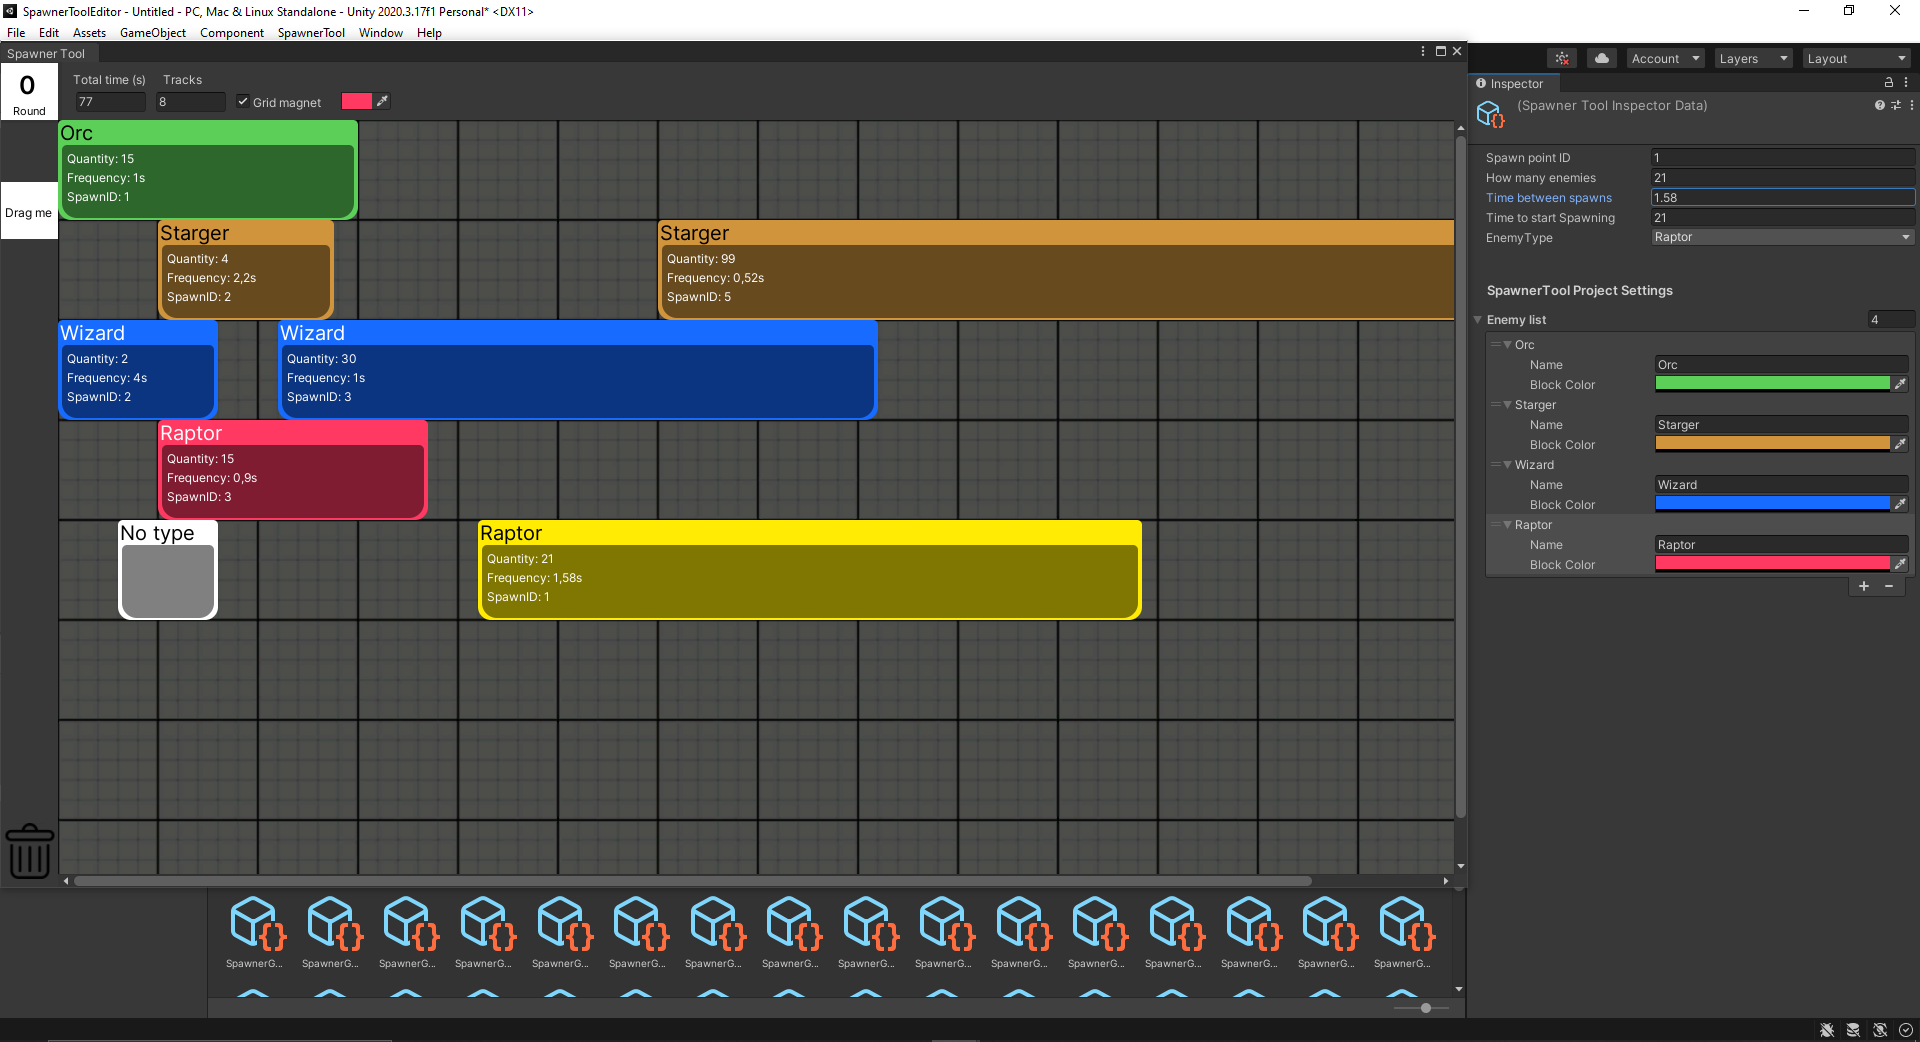 SpawnerToolEditor - Untitled - PC, Mac & Linux Standalone - Unity 2020.3.17f1 Personal* <DX11>
File Edit Assets GameObject Component SpawnerTool Window Help
Spawner Tool
Account Layers Layout
0
Round
Total time (s) Tracks
77 8 Grid magnet
Drag me
Orc
Quantity: 15
Frequency: 1s
SpawnID: 1
Starger
Quantity: 4
Frequency: 2,2s
SpawnID: 2
Starger
Quantity: 99
Frequency: 0,52s
SpawnID: 5
Wizard
Quantity: 2
Frequency: 4s
SpawnID: 2
Wizard
Quantity: 30
Frequency: 1s
SpawnID: 3
Raptor
Quantity: 15
Frequency: 0,9s
SpawnID: 3
No type
Raptor
Quantity: 21
Frequency: 1,58s
SpawnID: 1
Inspector
(Spawner Tool Inspector Data)
Spawn point ID 1
How many enemies 21
Time between spawns 1.58
Time to start Spawning 21
EnemyType Raptor
SpawnerTool Project Settings
Enemy list 4
Orc
Name Orc
Block Color
Starger
Name Starger
Block Color
Wizard
Name Wizard
Block Color
Raptor
Name Raptor
Block Color
SpawnerG... SpawnerG... SpawnerG... SpawnerG... SpawnerG... SpawnerG... SpawnerG... SpawnerG... SpawnerG... SpawnerG... SpawnerG... SpawnerG... SpawnerG... SpawnerG... SpawnerG... SpawnerG...